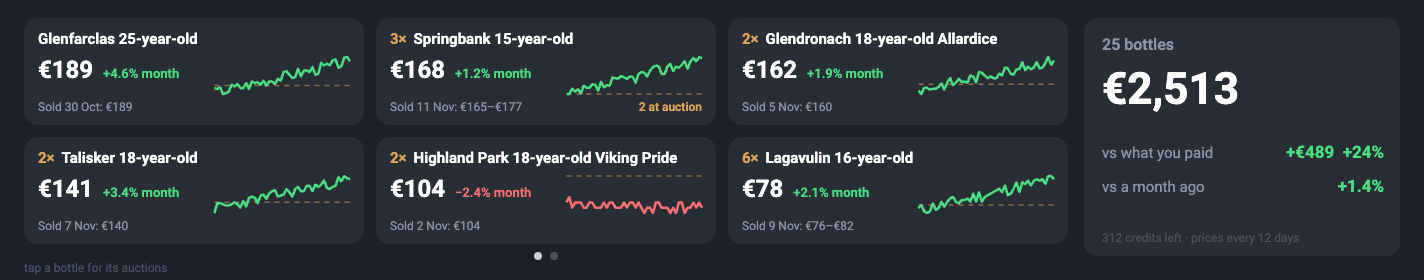 Glenfarclas 25-year-old
€189 +4.6% month
Sold 30 Oct: €189
3× Springbank 15-year-old
€168 +1.2% month
Sold 11 Nov: €165–€177
2 at auction
2× Glendronach 18-year-old Allardice
€162 +1.9% month
Sold 5 Nov: €160
2× Talisker 18-year-old
€141 +3.4% month
Sold 7 Nov: €140
2× Highland Park 18-year-old Viking Pride
€104 −2.4% month
Sold 2 Nov: €104
6× Lagavulin 16-year-old
€78 +2.1% month
Sold 9 Nov: €76–€82
tap a bottle for its auctions
25 bottles
€2,513
vs what you paid +€489 +24%
vs a month ago +1.4%
312 credits left · prices every 12 days